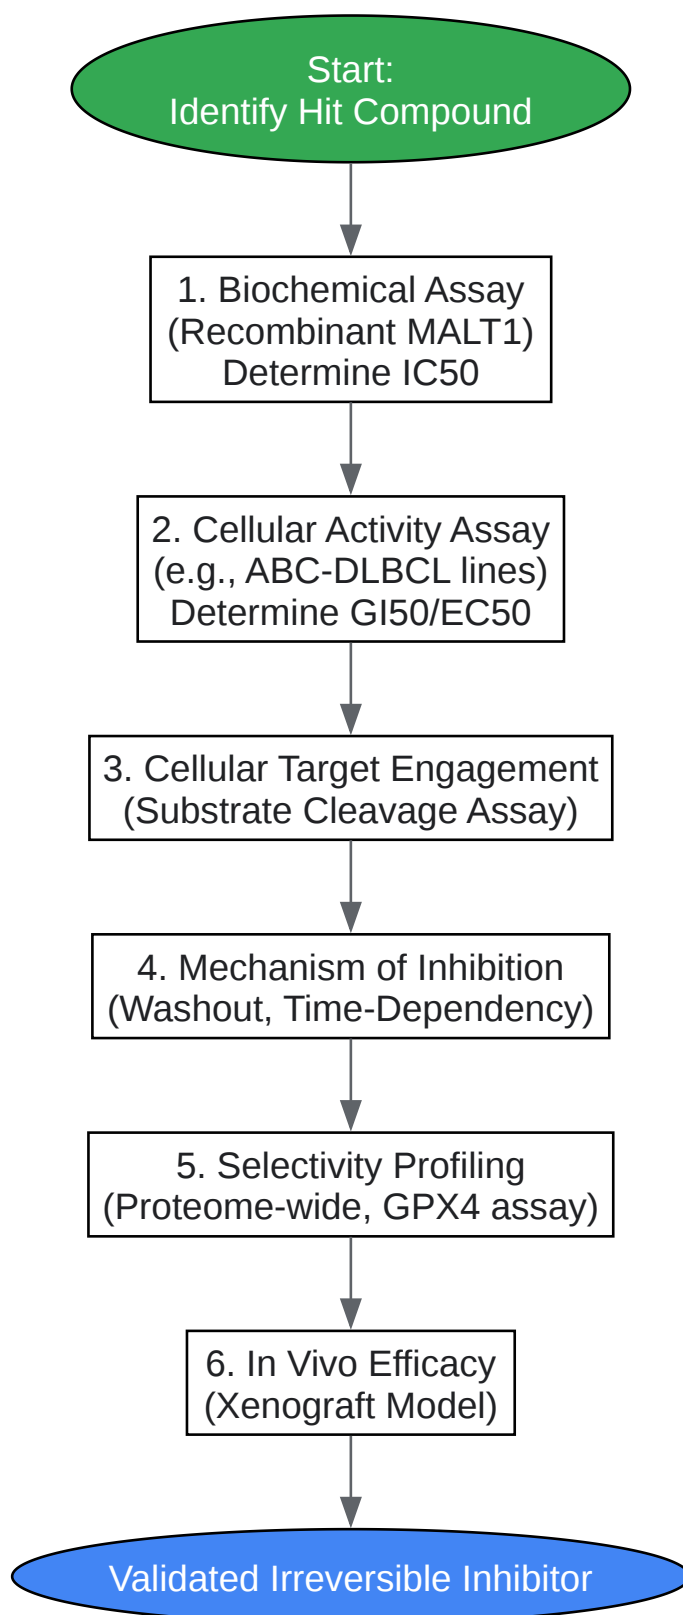 Start:
Identify Hit Compound
1. Biochemical Assay
(Recombinant MALT1)
Determine IC50
2. Cellular Activity Assay
(e.g., ABC-DLBCL lines)
Determine GI50/EC50
3. Cellular Target Engagement
(Substrate Cleavage Assay)
4. Mechanism of Inhibition
(Washout, Time-Dependency)
5. Selectivity Profiling
(Proteome-wide, GPX4 assay)
6. In Vivo Efficacy
(Xenograft Model)
Validated Irreversible Inhibitor